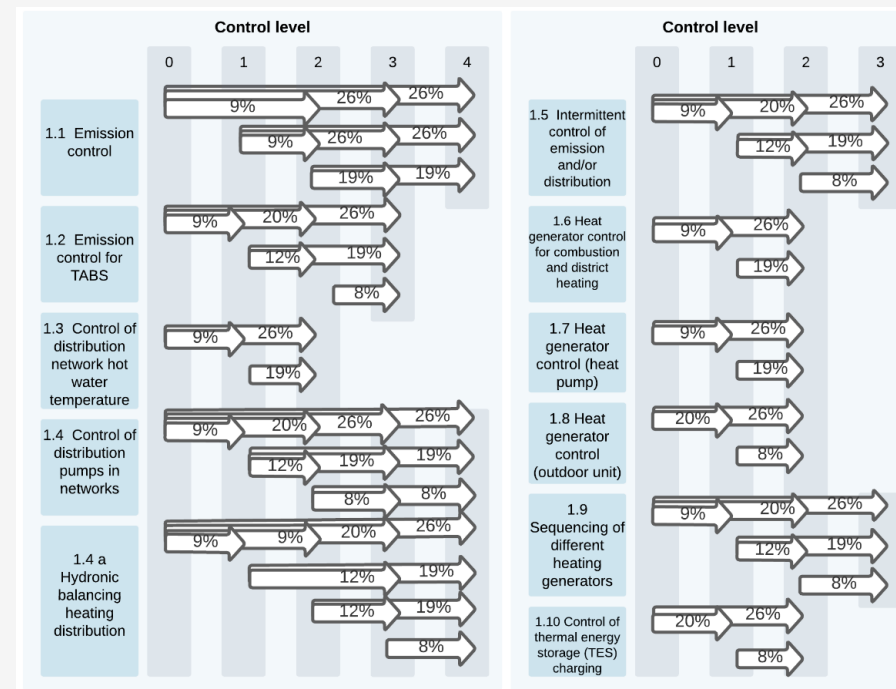 Control level
0 1 2 3 4
1.1 Emission
control
9% 26% 26%
9% 26% 26%
19% 19%
1.2 Emission
control for
TABS
9% 20% 26%
12% 19%
8%
1.3 Control of
distribution
network hot
water
temperature
9% 26%
19%
1.4 Control of
distribution
pumps in
networks
9% 20% 26% 26%
12% 19% 19%
8% 8%
1.4 a
Hydronic
balancing
heating
distribution
9% 9% 20% 26%
12% 19%
12% 19%
8%
Control level
0 1 2 3
1.5 Intermittent
control of
emission
and/or
distribution
9% 20% 26%
12% 19%
8%
1.6 Heat
generator control
for combustion
and district
heating
9% 26%
19%
1.7 Heat
generator
control (heat
pump)
9% 26%
19%
1.8 Heat
generator
control
(outdoor unit)
20% 26%
8%
1.9
Sequencing of
different
heating
generators
9% 20% 26%
12% 19%
8%
1.10 Control of
thermal energy
storage (TES)
charging
20% 26%
8%